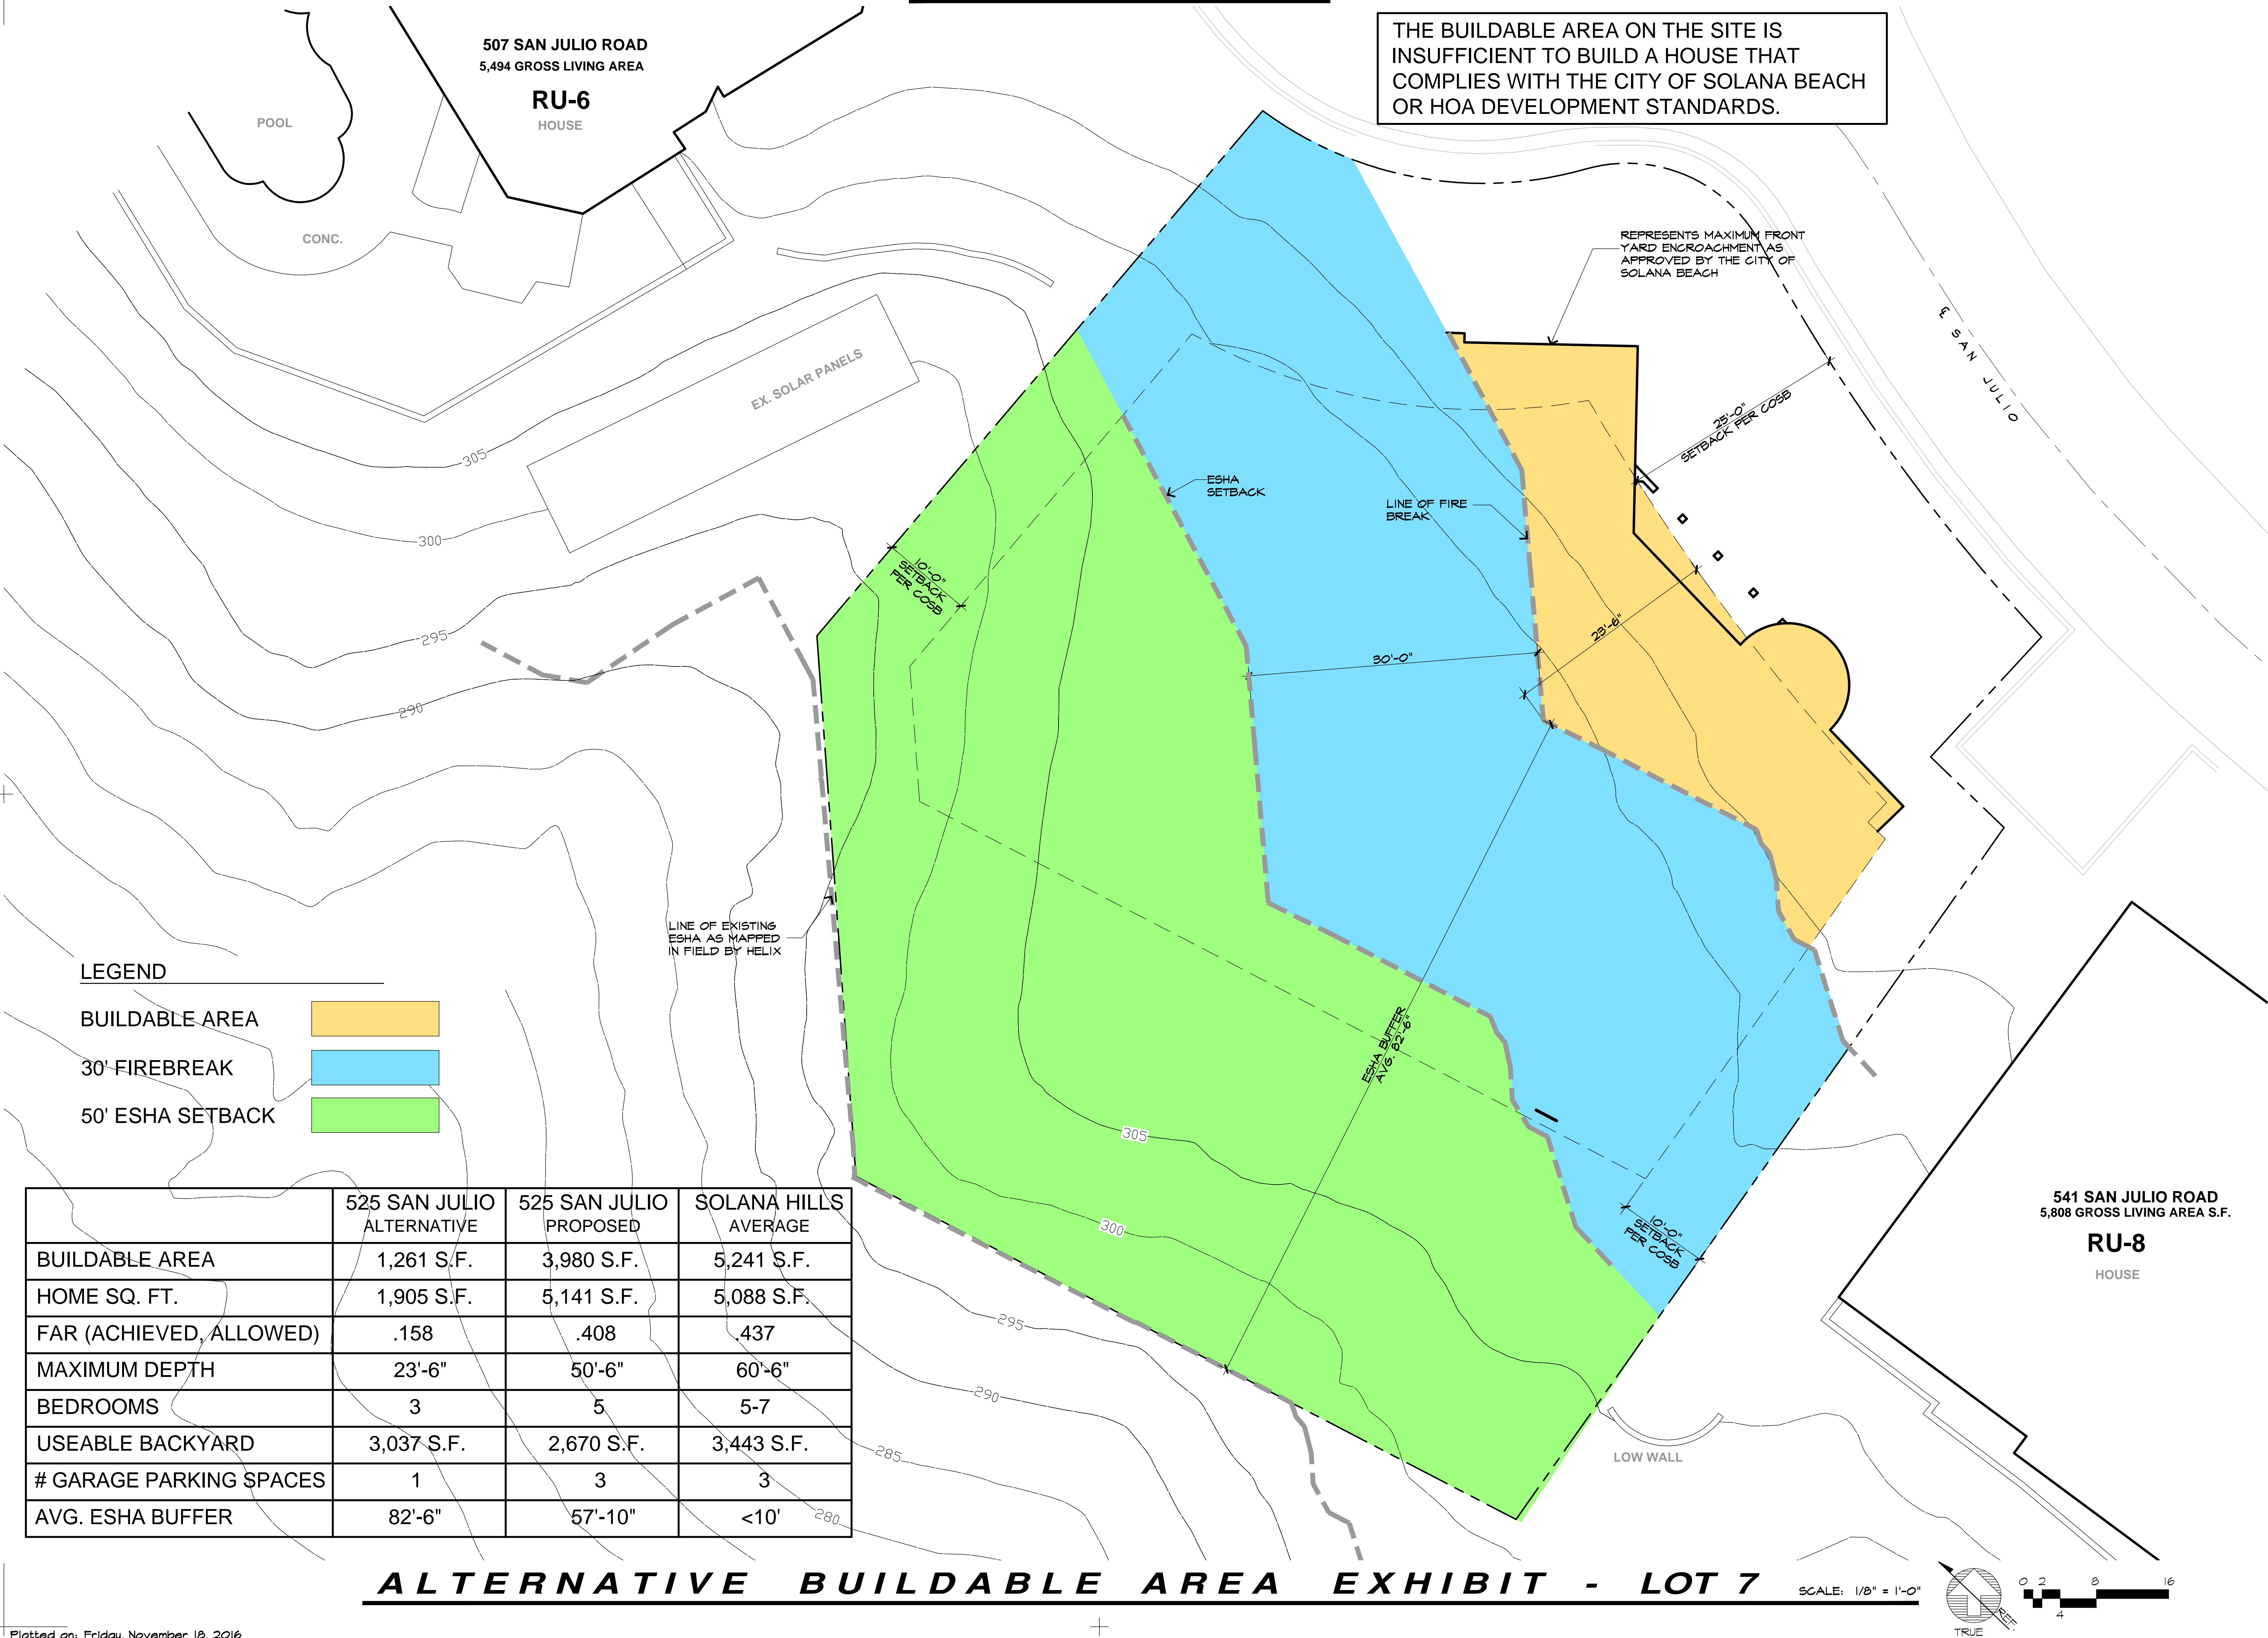 507 SAN JULIO ROAD
5,494 GROSS LIVING AREA
RU-6
HOUSE
POOL
CONC.
EX. SOLAR PANELS
THE BUILDABLE AREA ON THE SITE IS
INSUFFICIENT TO BUILD A HOUSE THAT
COMPLIES WITH THE CITY OF SOLANA BEACH
OR HOA DEVELOPMENT STANDARDS.
REPRESENTS MAXIMUM FRONT
YARD ENCROACHMENT AS
APPROVED BY THE CITY OF
SOLANA BEACH
℄ SAN JULIO
25'-0"
SETBACK PER COSB
ESHA
SETBACK
LINE OF FIRE
BREAK
10'-0"
SETBACK
PER COSB
23'-6"
30'-0"
305
300
295
290
LINE OF EXISTING
ESHA AS MAPPED
IN FIELD BY HELIX
ESHA BUFFER
AVG. 82'-6"
305
300
295
290
285
280
10'-0"
SETBACK
PER COSB
LOW WALL
541 SAN JULIO ROAD
5,808 GROSS LIVING AREA S.F.
RU-8
HOUSE
LEGEND
BUILDABLE AREA
30' FIREBREAK
50' ESHA SETBACK
525 SAN JULIO ALTERNATIVE 525 SAN JULIO PROPOSED SOLANA HILLS AVERAGE
BUILDABLE AREA 1,261 S.F. 3,980 S.F. 5,241 S.F.
HOME SQ. FT. 1,905 S.F. 5,141 S.F. 5,088 S.F.
FAR (ACHIEVED, ALLOWED) .158 .408 .437
MAXIMUM DEPTH 23'-6" 50'-6" 60'-6"
BEDROOMS 3 5 5-7
USEABLE BACKYARD 3,037 S.F. 2,670 S.F. 3,443 S.F.
# GARAGE PARKING SPACES 1 3 3
AVG. ESHA BUFFER 82'-6" 57'-10" <10'
ALTERNATIVE BUILDABLE AREA EXHIBIT - LOT 7
SCALE: 1/8" = 1'-0"
TRUE
REF.
0 2 8 16
4
Plotted on: Friday, November 18, 2016